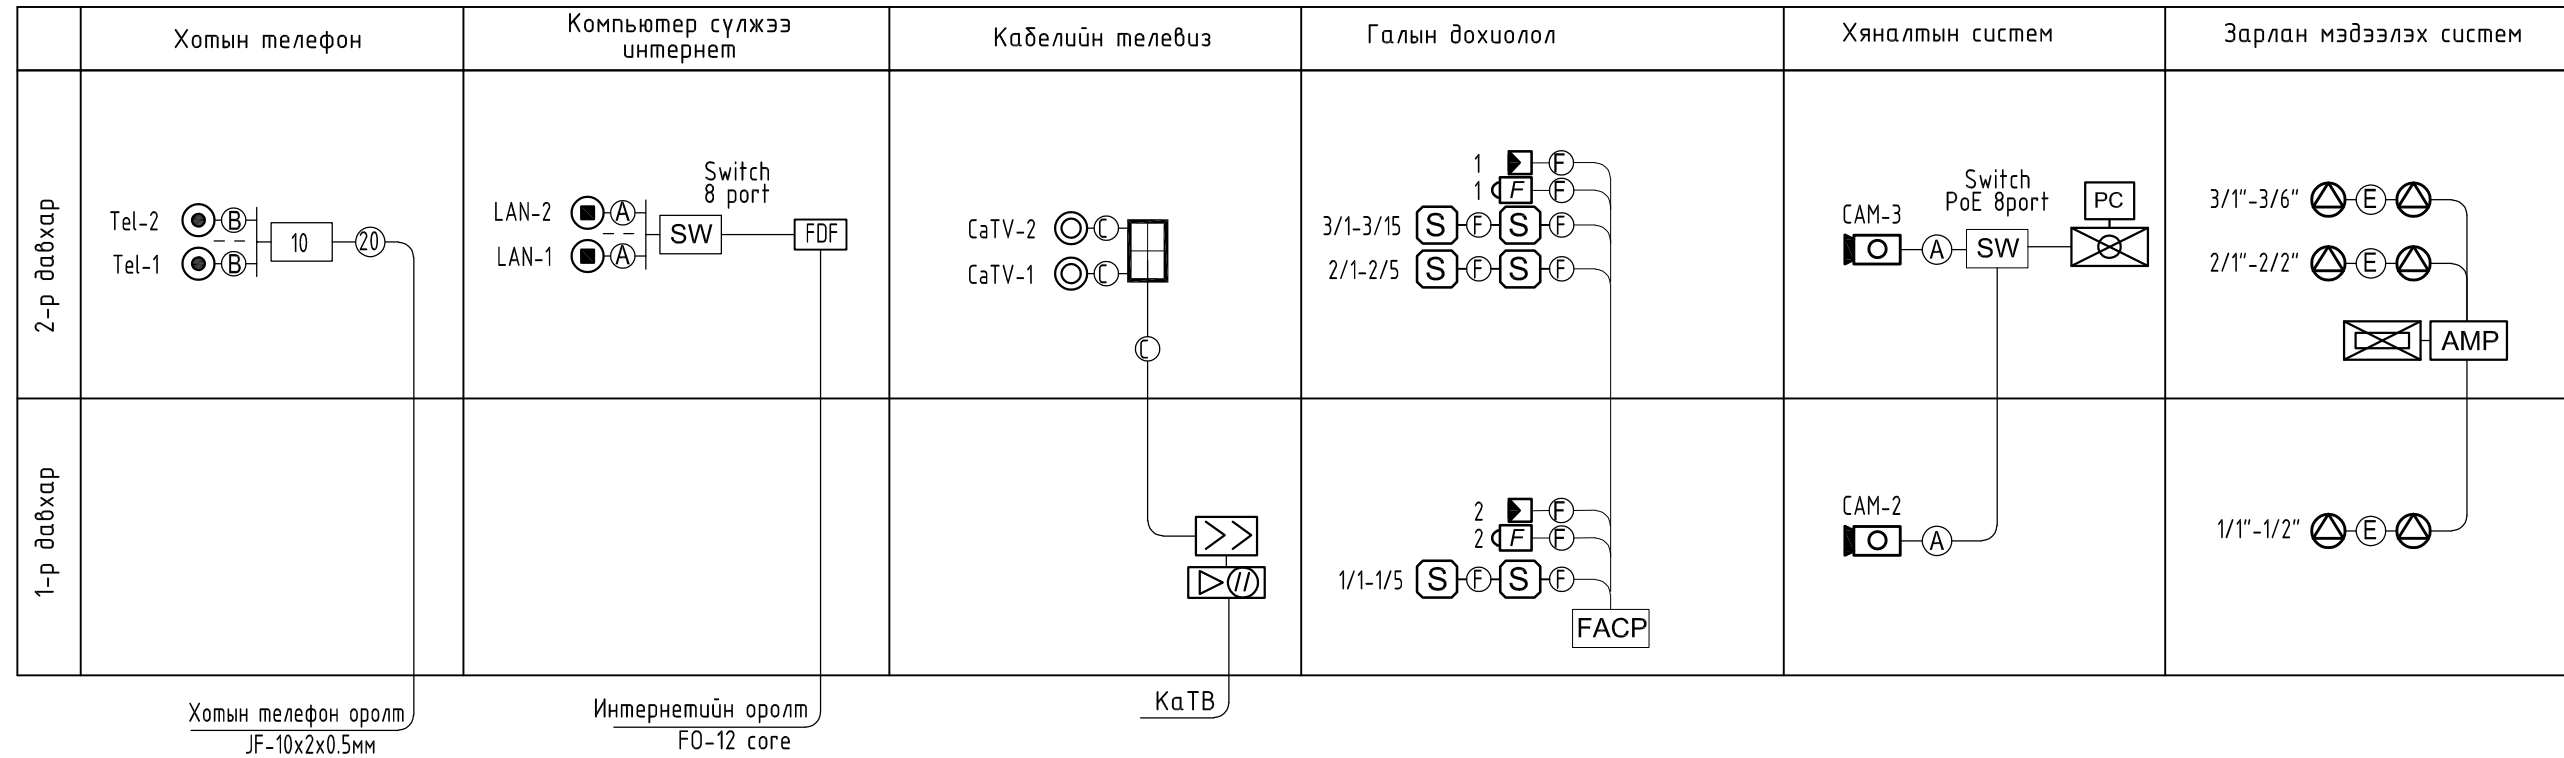 Хотын телефон
Компьютер сүлжээ
интернет
Кабелийн телевиз
Галын дохиолол
Хяналтын систем
Зарлан мэдээлэх систем
2-р давхар
Tel-2
B
Tel-1
B
10
20
LAN-2
A
LAN-1
A
Switch
8 port
SW
FDF
CaTV-2
C
CaTV-1
C
C
1
F
1
F
F
3/1-3/15
S
F
S
F
2/1-2/5
S
F
S
F
CAM-3
A
Switch
PoE 8port
SW
PC
3/1"-3/6"
E
2/1"-2/2"
E
AMP
1-р давхар
2
F
2
F
F
1/1-1/5
S
F
S
F
FACP
CAM-2
A
1/1"-1/2"
E
Хотын телефон оролт
JF-10x2x0.5мм
Интернетийн оролт
FO-12 core
КаТВ